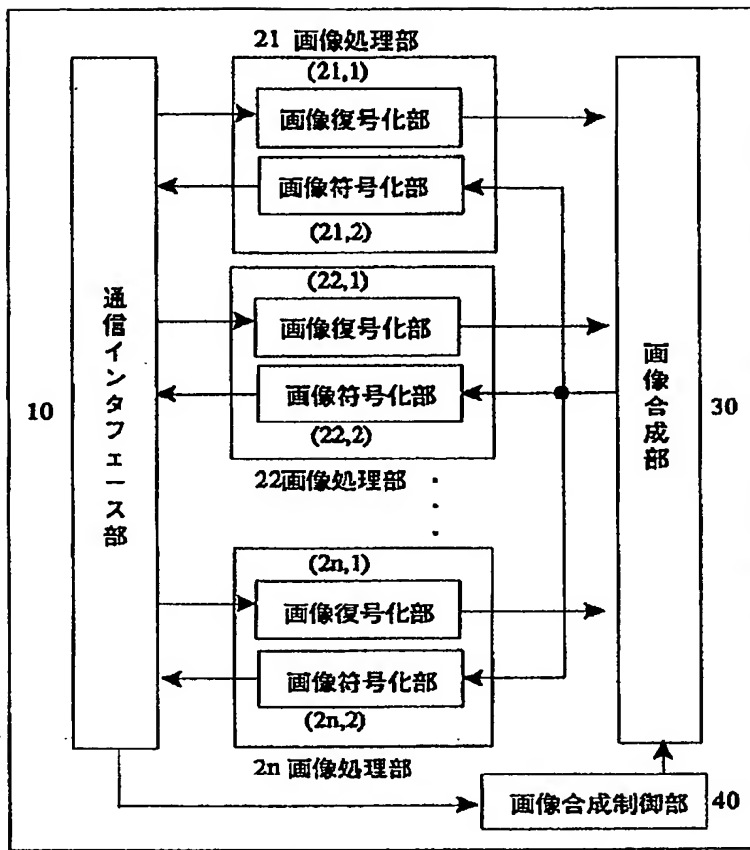 21 画像処理部
(21,1)
画像復号化部
画像符号化部
(21,2)
(22,1)
画像復号化部
画像符号化部
(22,2)
22画像処理部
(2n,1)
画像復号化部
画像符号化部
(2n,2)
2n 画像処理部
10
通信インタフェース部
画像合成部
30
画像合成制御部
40